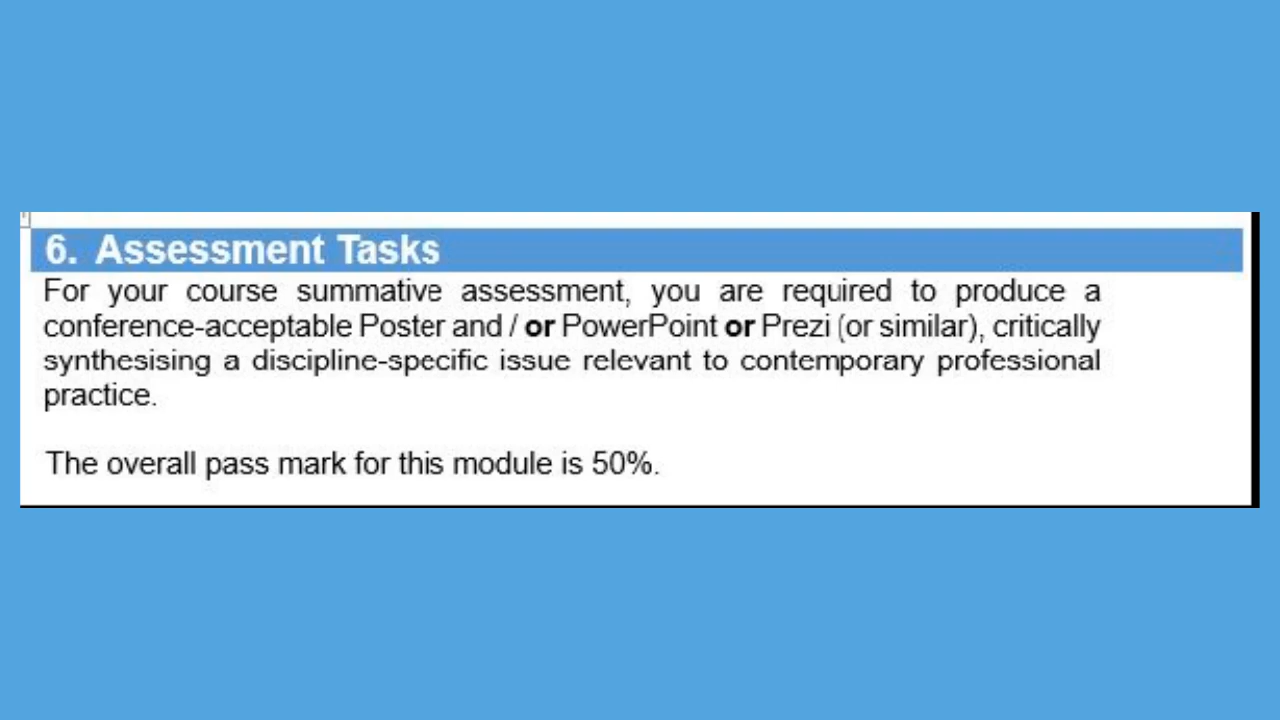 6. Assessment Tasks
For your course summative assessment, you are required to produce a
conference-acceptable Poster and / or PowerPoint or Prezi (or similar), critically
synthesising a discipline-specific issue relevant to contemporary professional
practice.
The overall pass mark for this module is 50%.